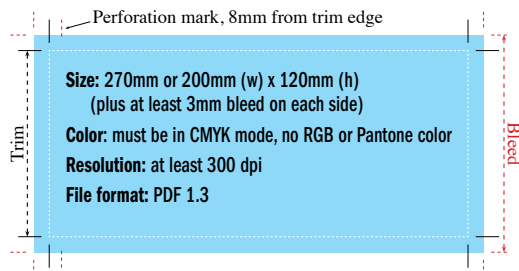 Perforation mark, 8mm from trim edge
Size: 270mm or 200mm (w) x 120mm (h)
(plus at least 3mm bleed on each side)
Color: must be in CMYK mode, no RGB or Pantone color
Resolution: at least 300 dpi
File format: PDF 1.3
Trim
Bleed